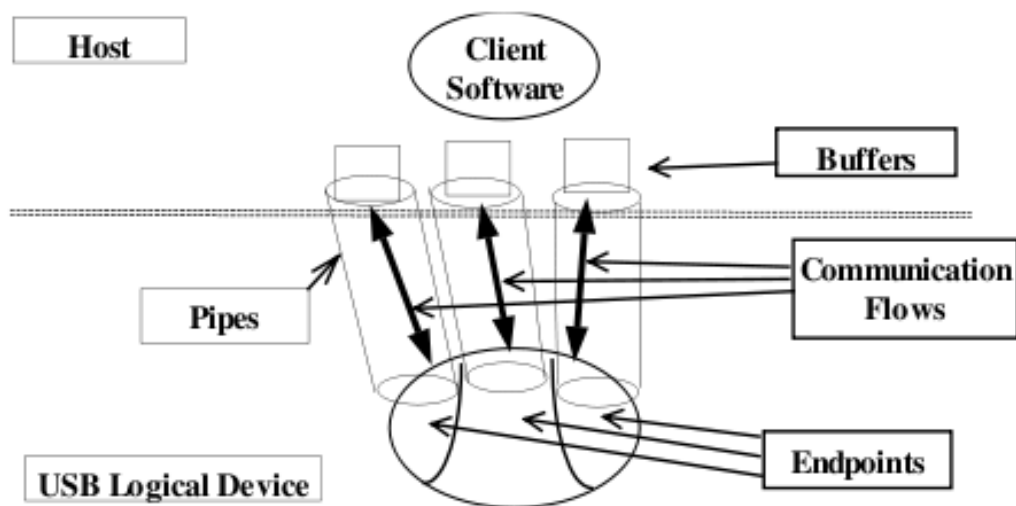 Host
Client
Software
Buffers
Communication
Flows
Pipes
Endpoints
USB Logical Device